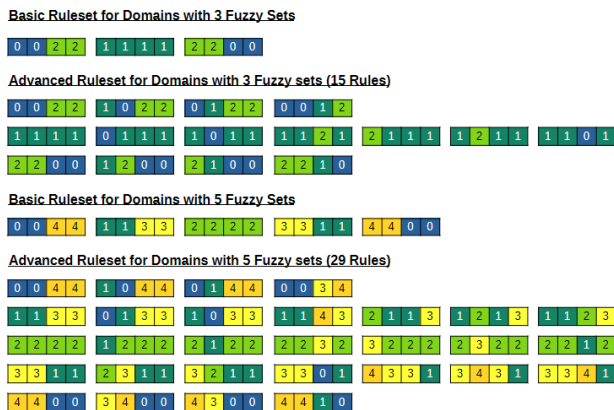 Basic Ruleset for Domains with 3 Fuzzy Sets
0 0 2 2 1 1 1 1 2 2 0 0
Advanced Ruleset for Domains with 3 Fuzzy sets (15 Rules)
0 0 2 2 1 0 2 2 0 1 2 2 0 0 1 2
1 1 1 1 0 1 1 1 1 0 1 1 1 1 2 1 2 1 1 1 1 2 1 1 1 1 0 1
2 2 0 0 1 2 0 0 2 1 0 0 2 2 1 0
Basic Ruleset for Domains with 5 Fuzzy Sets
0 0 4 4 1 1 3 3 2 2 2 2 3 3 1 1 4 4 0 0
Advanced Ruleset for Domains with 5 Fuzzy sets (29 Rules)
0 0 4 4 1 0 4 4 0 1 4 4 0 0 3 4
1 1 3 3 0 1 3 3 1 0 3 3 1 1 4 3 2 1 1 3 1 2 1 3 1 1 2 3
2 2 2 2 1 2 2 2 2 1 2 2 2 2 3 2 3 2 2 2 2 3 2 2 2 2 1 2
3 3 1 1 2 3 1 1 3 2 1 1 3 3 0 1 4 3 3 1 3 4 3 1 3 3 4 1
4 4 0 0 3 4 0 0 4 3 0 0 4 4 1 0